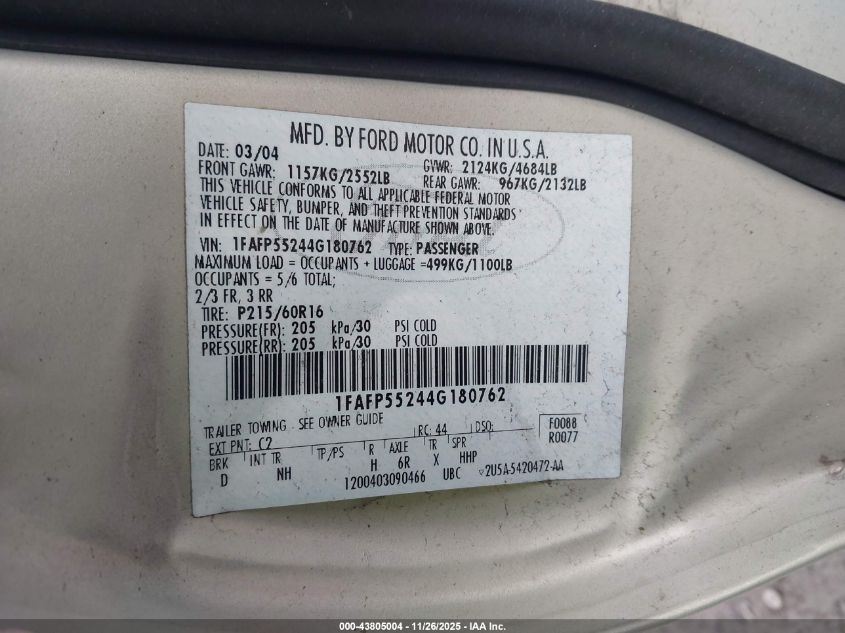 MFD. BY FORD MOTOR CO. IN U.S.A.
DATE: 03/04 GVWR: 2124KG/4684LB
FRONT GAWR: 1157KG/2552LB REAR GAWR: 967KG/2132LB
THIS VEHICLE CONFORMS TO ALL APPLICABLE FEDERAL MOTOR
VEHICLE SAFETY, BUMPER, AND THEFT PREVENTION STANDARDS
IN EFFECT ON THE DATE OF MANUFACTURE SHOWN ABOVE.
VIN: 1FAFP55244G180762 TYPE: PASSENGER
MAXIMUM LOAD = OCCUPANTS + LUGGAGE =499KG/1100LB
OCCUPANTS = 5/6 TOTAL;
2/3 FR, 3 RR
TIRE: P215/60R16
PRESSURE(FR): 205 kPa/30 PSI COLD
PRESSURE(RR): 205 kPa/30 PSI COLD
1FAFP55244G180762
TRAILER TOWING - SEE OWNER GUIDE
EXT PNT: C2 RC: 44 DSO: F0088
R0077
BRK INT TR TP/PS R AXLE TR SPR
D NH H 6R X HHP
1200403090466 UBC 2U5A-5420472-AA
000-43805004 - 11/26/2025 - IAA Inc.